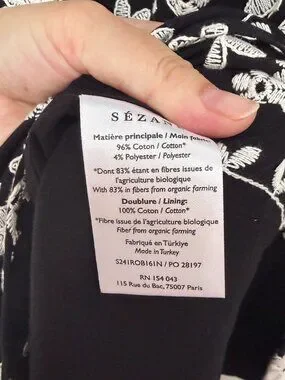 SÉZAN
Matière principale / Main fabric
96% Coton / Cotton*
4% Polyester / Polyester
*Dont 83% étant en fibres issues de
l'agriculture biologique
With 83% in fibers from organic farming
Doublure / Lining:
100% Coton / Cotton*
*Fibre issue de l'agriculture biologique
Fiber from organic farming
Fabriqué en Türkiye
Made in Turkey
S241ROB161N / PO 28197
RN 154 043
115 Rue du Bac, 75007 Paris